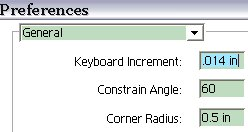 Preferences
General
Keyboard Increment: .014 in
Constrain Angle: 60
Corner Radius: 0.5 in